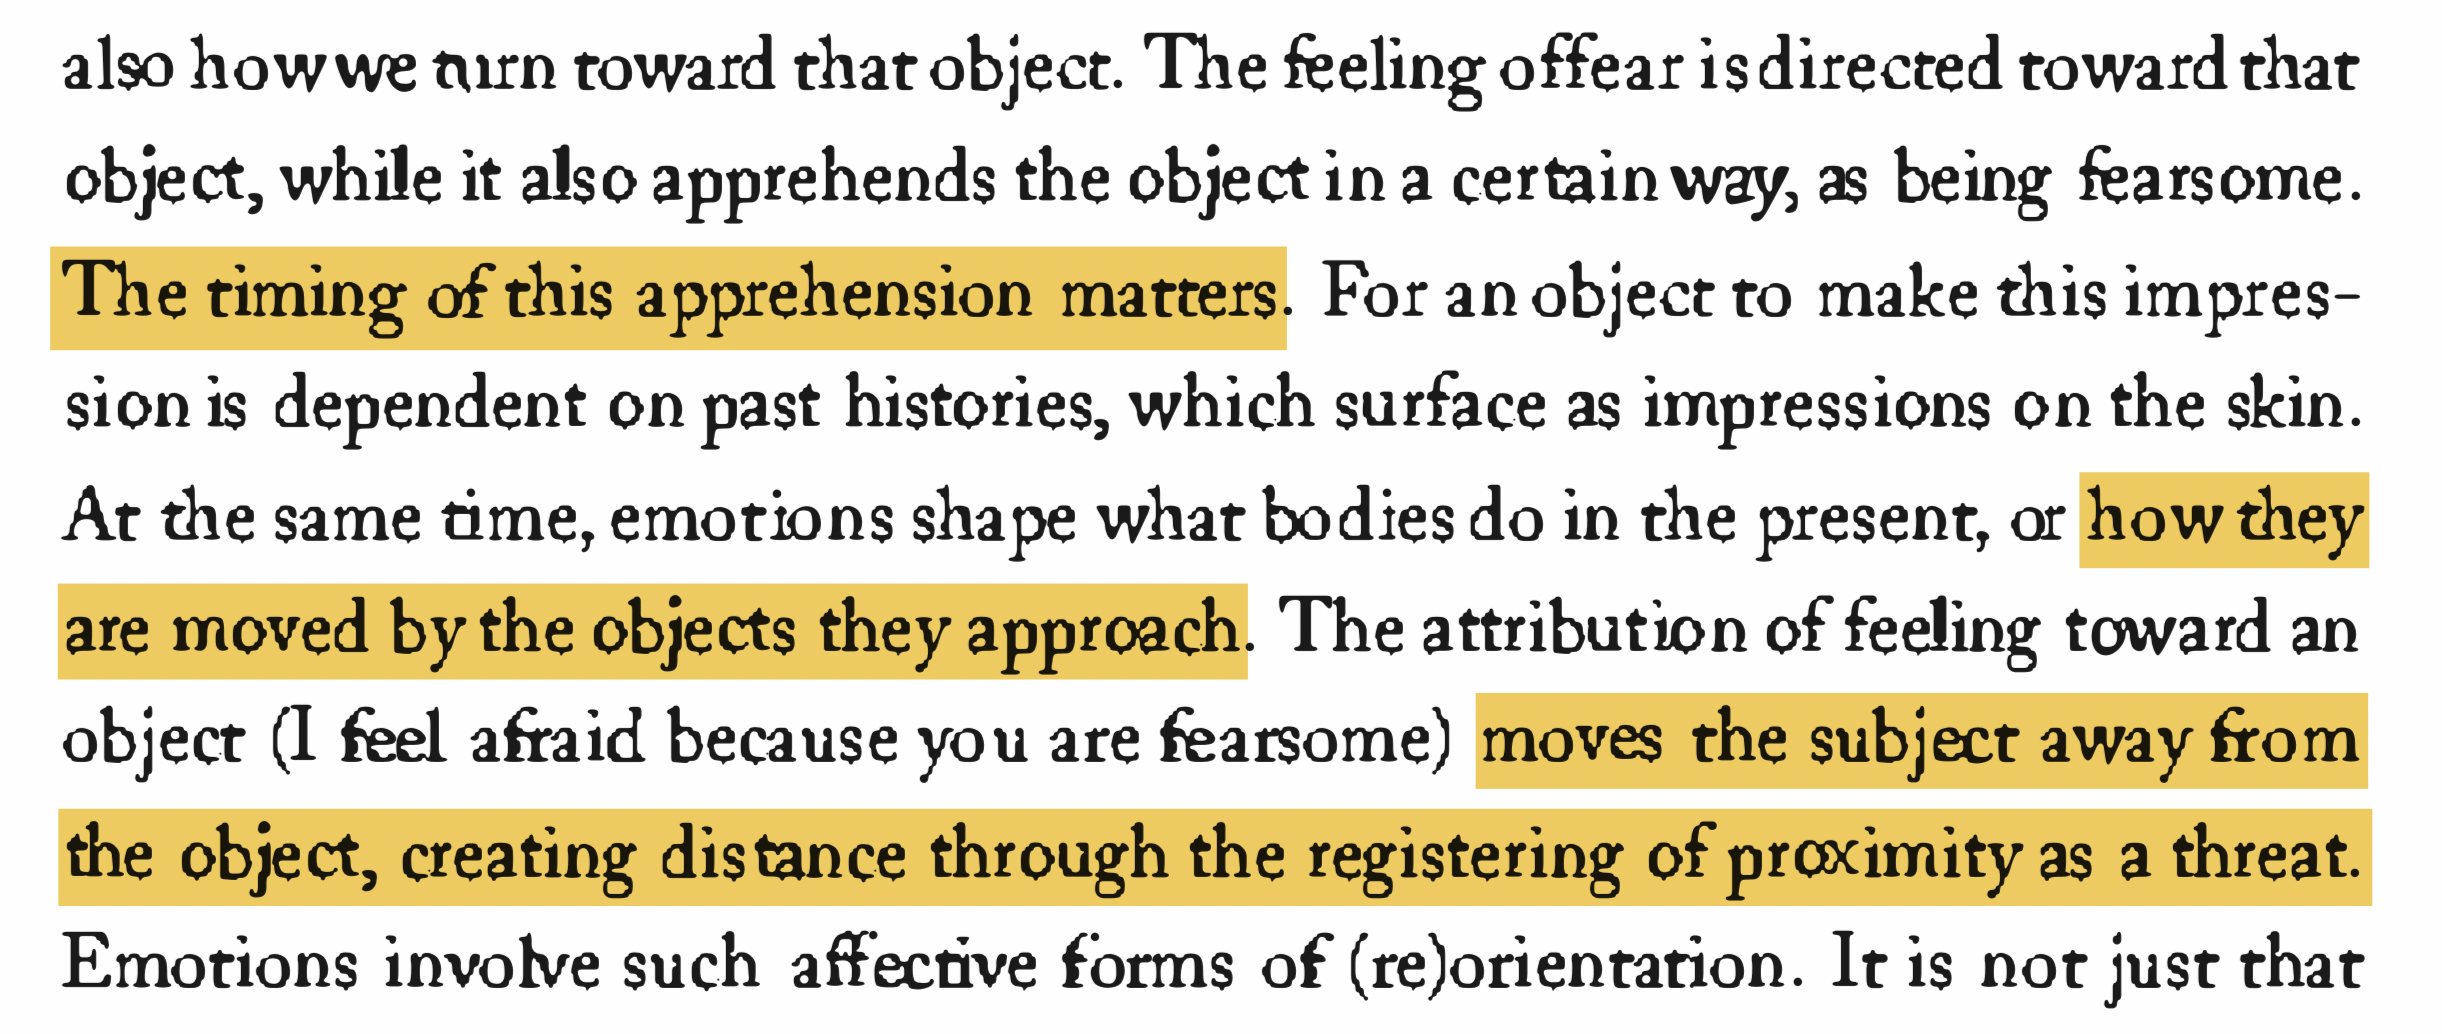 also how we turn toward that object. The feeling of fear is directed toward that
object, while it also apprehends the object in a certain way, as being fearsome.
The timing of this apprehension matters. For an object to make this impres-
sion is dependent on past histories, which surface as impressions on the skin.
At the same time, emotions shape what bodies do in the present, or how they
are moved by the objects they approach. The attribution of feeling toward an
object (I feel afraid because you are fearsome) moves the subject away from
the object, creating distance through the registering of proximity as a threat.
Emotions involve such affective forms of (re)orientation. It is not just that